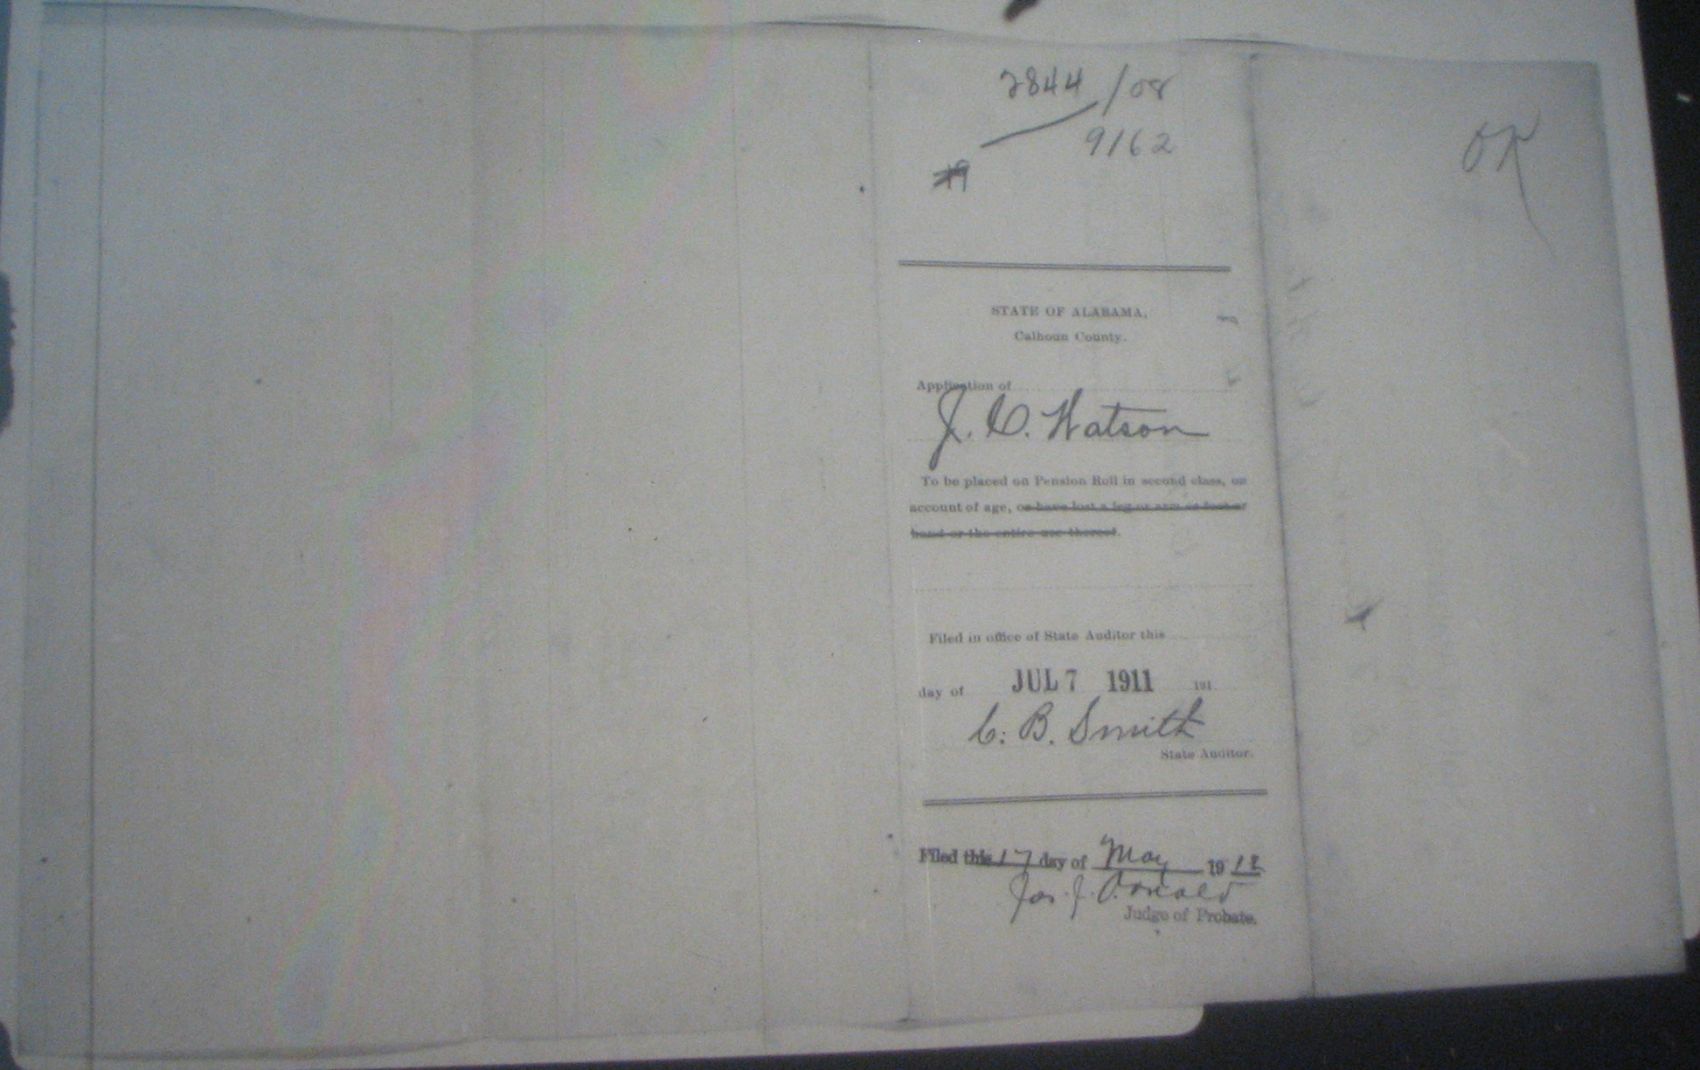 2844/08
9162
OK
STATE OF ALABAMA,
Calhoun County.
Application of
J. C. Watson
To be placed on Pension Roll in second class, on
account of age, or have lost a leg or arm or foot or
hand or the entire use thereof.
Filed in office of State Auditor this
day of JUL 7 1911 191
C. B. Smith
State Auditor.
Filed this 17 day of May 19 12
Judge of Probate.